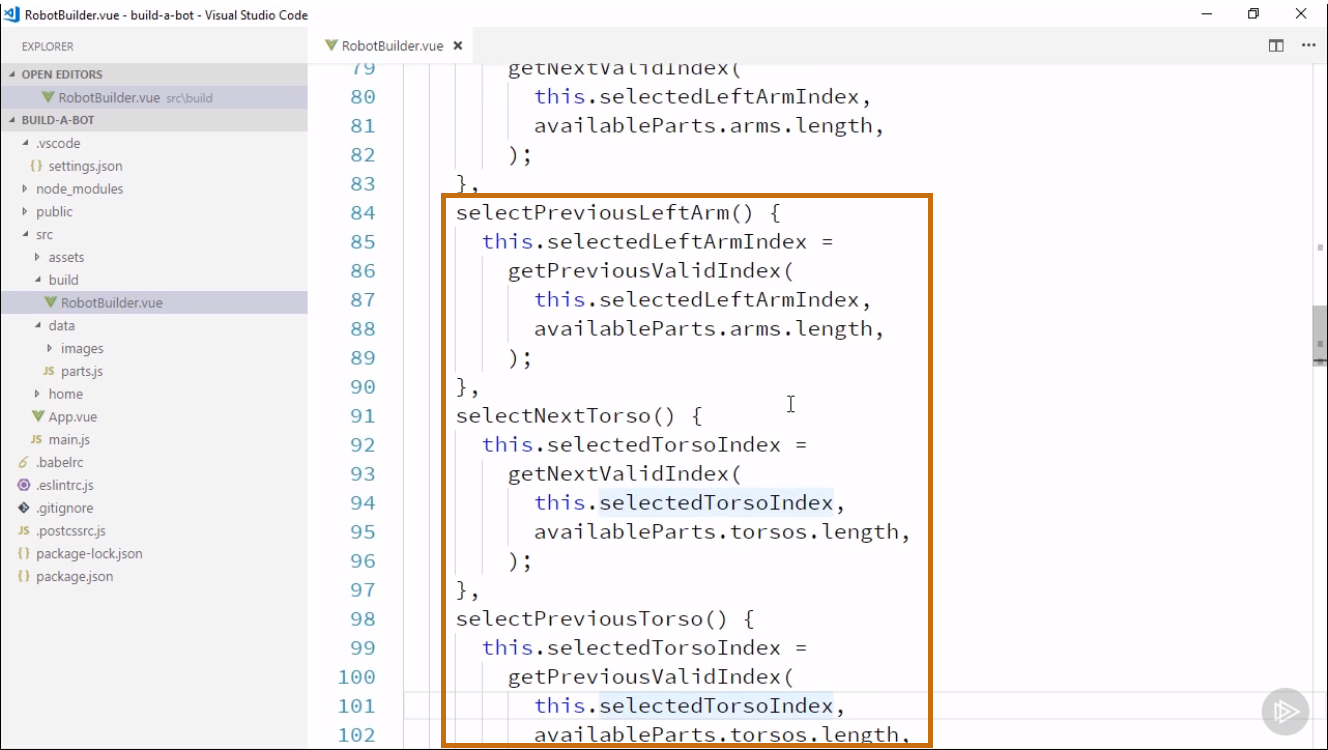 RobotBuilder.vue - build-a-bot - Visual Studio Code
EXPLORER
OPEN EDITORS
RobotBuilder.vue src\build
BUILD-A-BOT
.vscode
{} settings.json
node_modules
public
src
assets
build
RobotBuilder.vue
data
images
JS parts.js
home
App.vue
JS main.js
.babelrc
.eslintrc.js
.gitignore
JS .postcssrc.js
{} package-lock.json
{} package.json
RobotBuilder.vue
79 getNextValidIndex(
80 this.selectedLeftArmIndex,
81 availableParts.arms.length,
82 );
83 },
84 selectPreviousLeftArm() {
85 this.selectedLeftArmIndex =
86 getPreviousValidIndex(
87 this.selectedLeftArmIndex,
88 availableParts.arms.length,
89 );
90 },
91 selectNextTorso() {
92 this.selectedTorsoIndex =
93 getNextValidIndex(
94 this.selectedTorsoIndex,
95 availableParts.torsos.length,
96 );
97 },
98 selectPreviousTorso() {
99 this.selectedTorsoIndex =
100 getPreviousValidIndex(
101 this.selectedTorsoIndex,
102 availableParts.torsos.length,